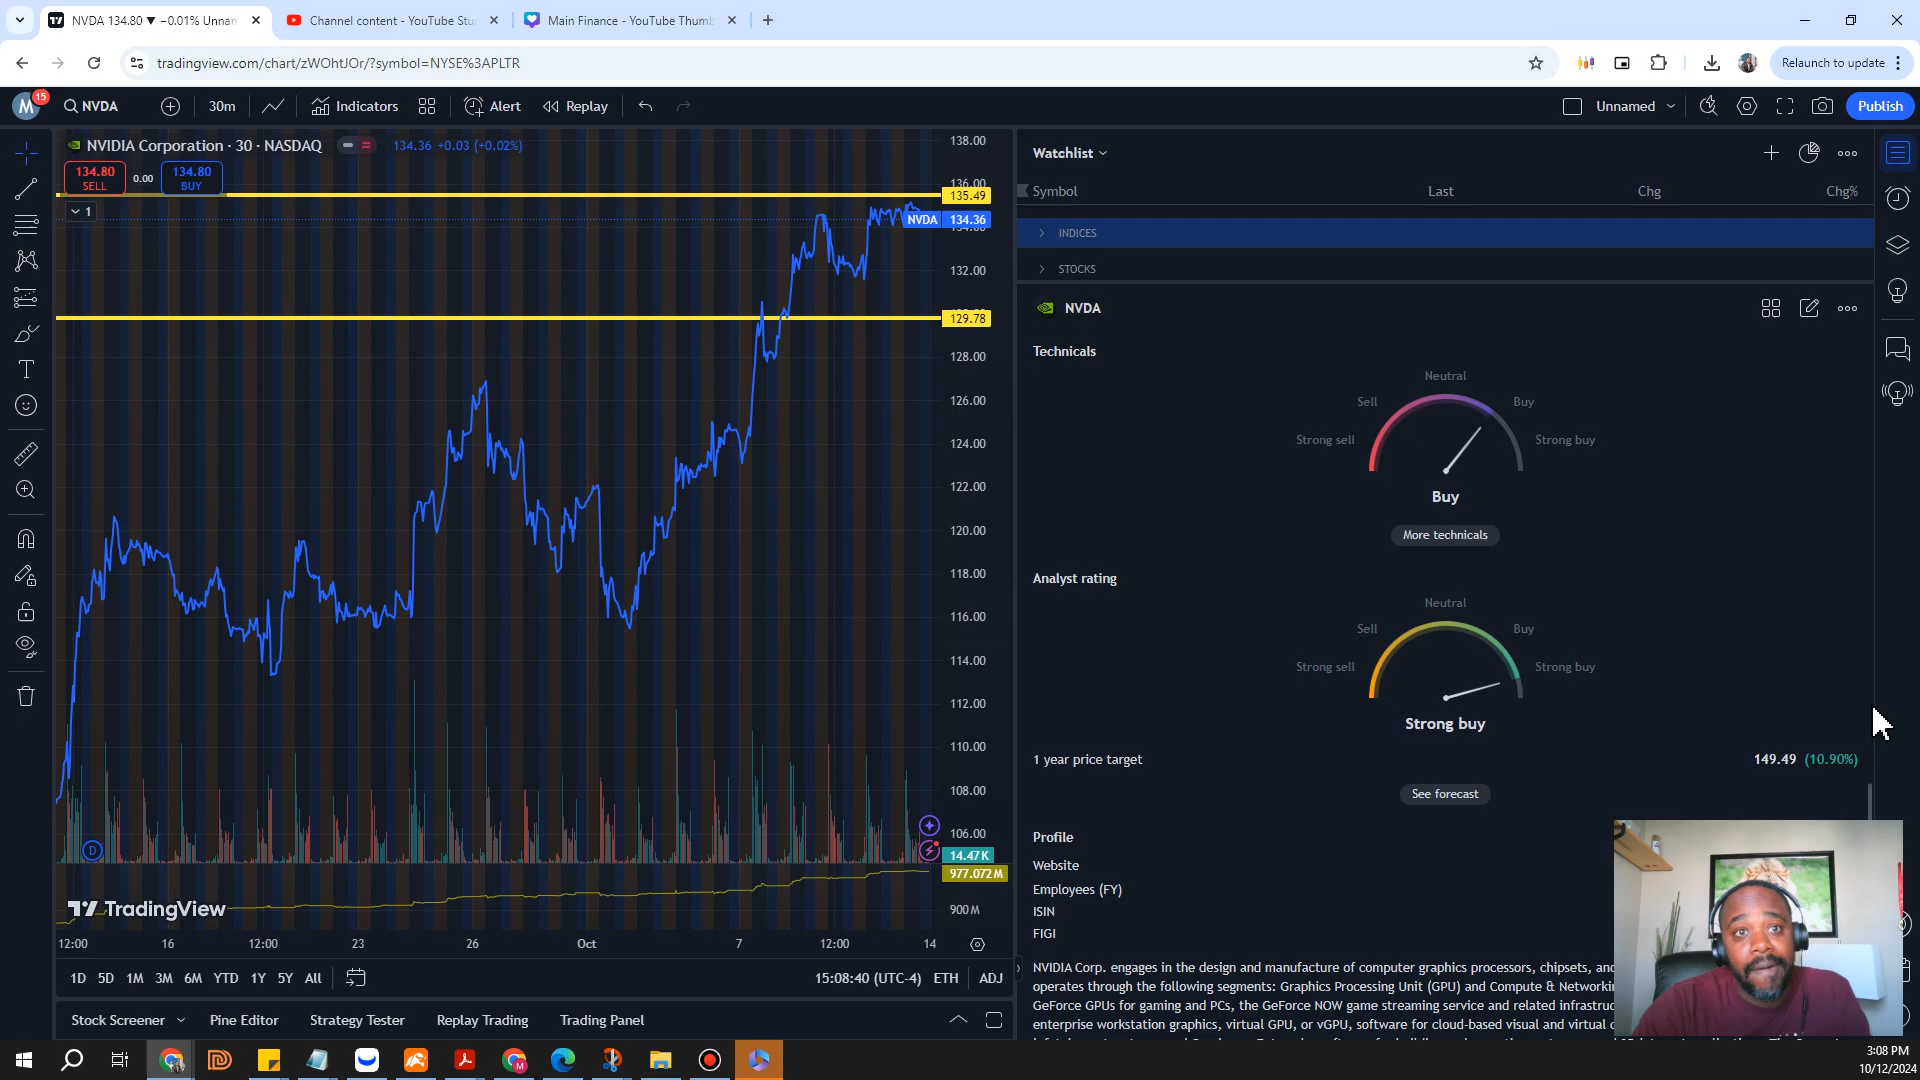 NVDA 134.80 ▼ −0.01% Unnam
Channel content - YouTube Stu
Main Finance - YouTube Thumb
tradingview.com/chart/zWOhtJOr/?symbol=NYSE%3APLTR
Relaunch to update
M 15
NVDA
30m
Indicators
Alert
Replay
Unnamed
Publish
NVIDIA Corporation · 30 · NASDAQ
134.36 +0.03 (+0.02%)
134.80
SELL
0.00
134.80
BUY
1
138.00
136.00
135.49
NVDA 134.36
134.00
132.00
129.78
128.00
126.00
124.00
122.00
120.00
118.00
116.00
114.00
112.00
110.00
108.00
106.00
14.47K
977.072M
900M
D
TradingView
12:00 16 12:00 23 26 Oct 7 12:00 14
1D 5D 1M 3M 6M YTD 1Y 5Y All
15:08:40 (UTC-4) ETH ADJ
Stock Screener
Pine Editor
Strategy Tester
Replay Trading
Trading Panel
Watchlist
Symbol Last Chg Chg%
INDICES
STOCKS
NVDA
Technicals
Neutral
Sell Buy
Strong sell Strong buy
Buy
More technicals
Analyst rating
Neutral
Sell Buy
Strong sell Strong buy
Strong buy
1 year price target 149.49 (10.90%)
See forecast
Profile
Website
Employees (FY)
ISIN
FIGI
NVIDIA Corp. engages in the design and manufacture of computer graphics processors, chipsets, and
operates through the following segments: Graphics Processing Unit (GPU) and Compute & Networkin
GeForce GPUs for gaming and PCs, the GeForce NOW game streaming service and related infrastruc
enterprise workstation graphics, virtual GPU, or vGPU, software for cloud-based visual and virtual
3:08 PM
10/12/2024